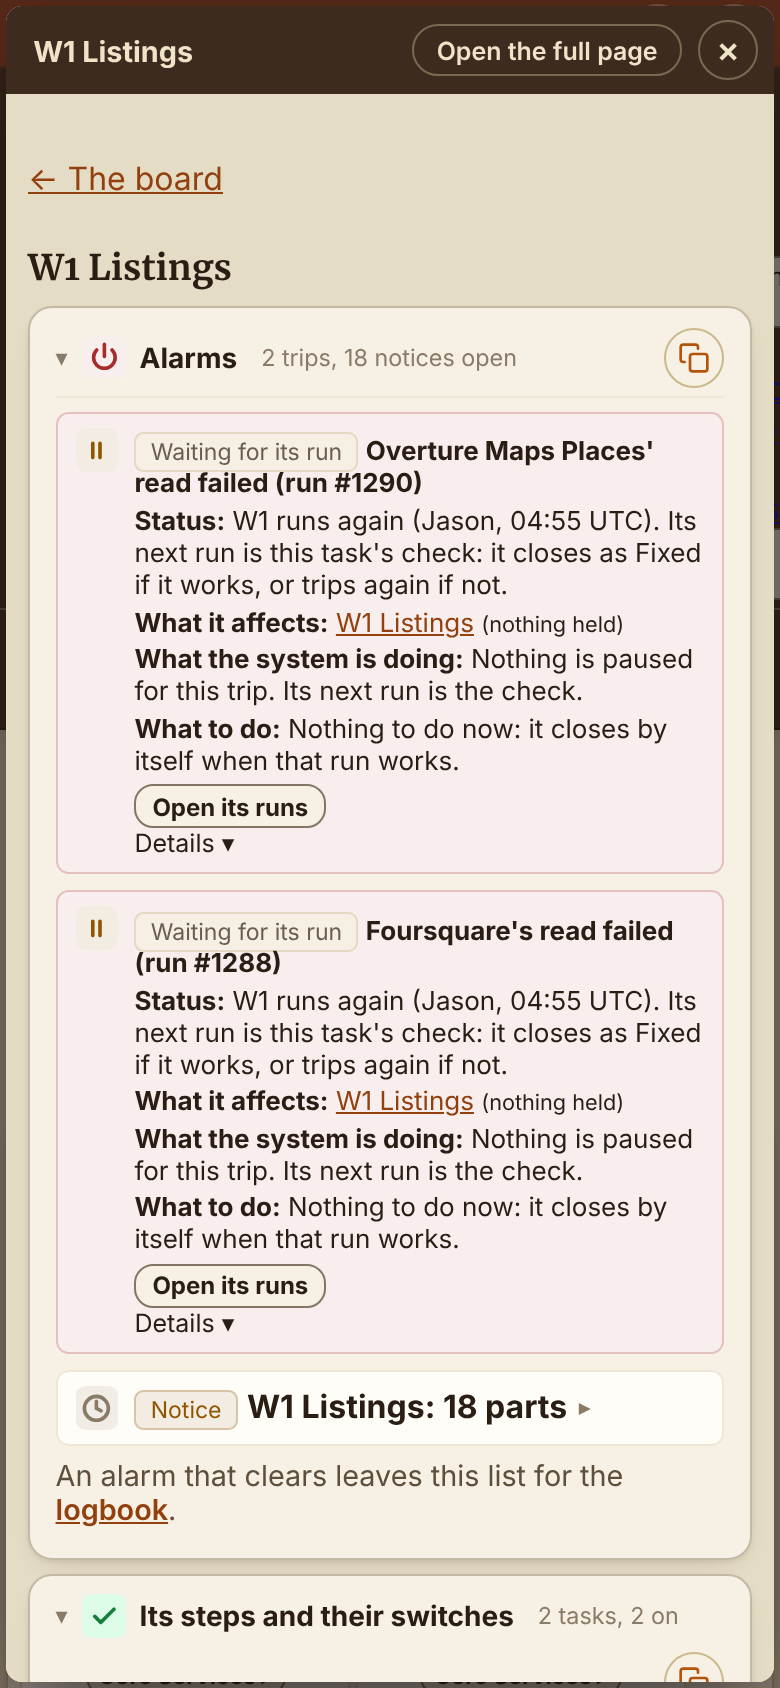 W1 Listings
Open the full page
×
← The board
W1 Listings
▾ Alarms 2 trips, 18 notices open
Waiting for its run Overture Maps Places'
read failed (run #1290)
Status: W1 runs again (Jason, 04:55 UTC). Its
next run is this task's check: it closes as Fixed
if it works, or trips again if not.
What it affects: W1 Listings (nothing held)
What the system is doing: Nothing is paused
for this trip. Its next run is the check.
What to do: Nothing to do now: it closes by
itself when that run works.
Open its runs
Details ▾
Waiting for its run Foursquare's read failed
(run #1288)
Status: W1 runs again (Jason, 04:55 UTC). Its
next run is this task's check: it closes as Fixed
if it works, or trips again if not.
What it affects: W1 Listings (nothing held)
What the system is doing: Nothing is paused
for this trip. Its next run is the check.
What to do: Nothing to do now: it closes by
itself when that run works.
Open its runs
Details ▾
Notice W1 Listings: 18 parts ▸
An alarm that clears leaves this list for the
logbook.
▾ Its steps and their switches 2 tasks, 2 on